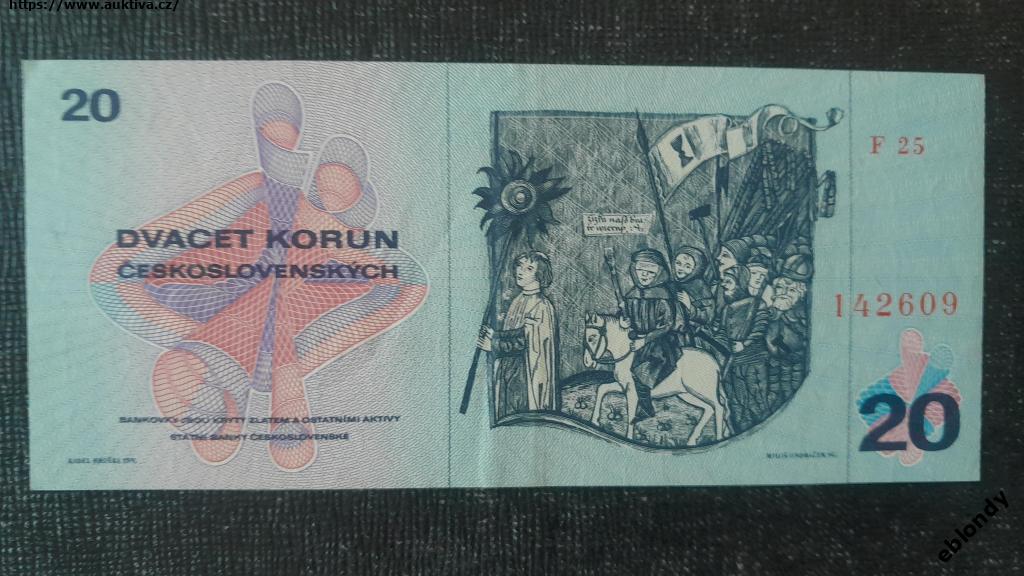 https://www.auktiva.cz/
20
F 25
DVACET KORUN
ČESKOSLOVENSKÝCH
142609
BANKOVKY JSOU KRYTY ZLATEM A OSTATNÍMI AKTIVY
STÁTNÍ BANKY ČESKOSLOVENSKÉ
20
eblondy